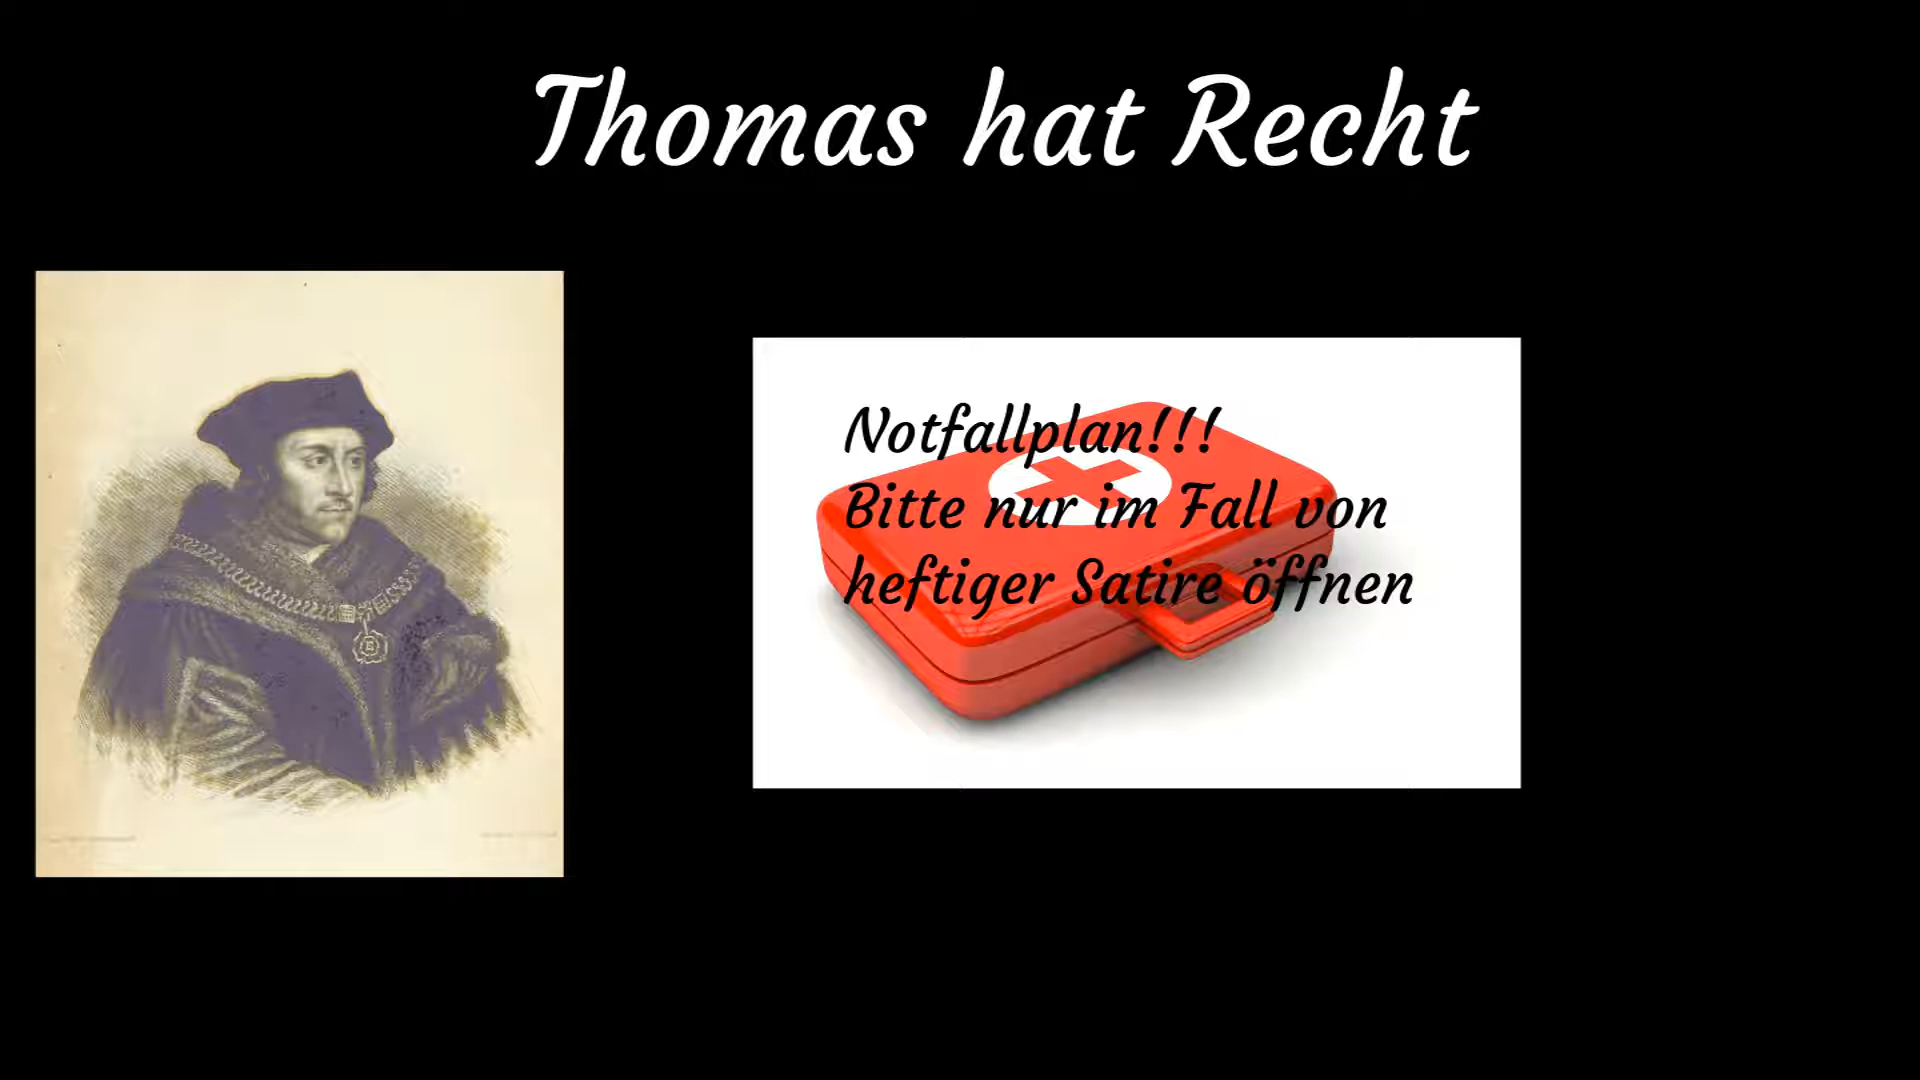 Thomas hat Recht
Notfallplan!!!
Bitte nur im Fall von
heftiger Satire öffnen